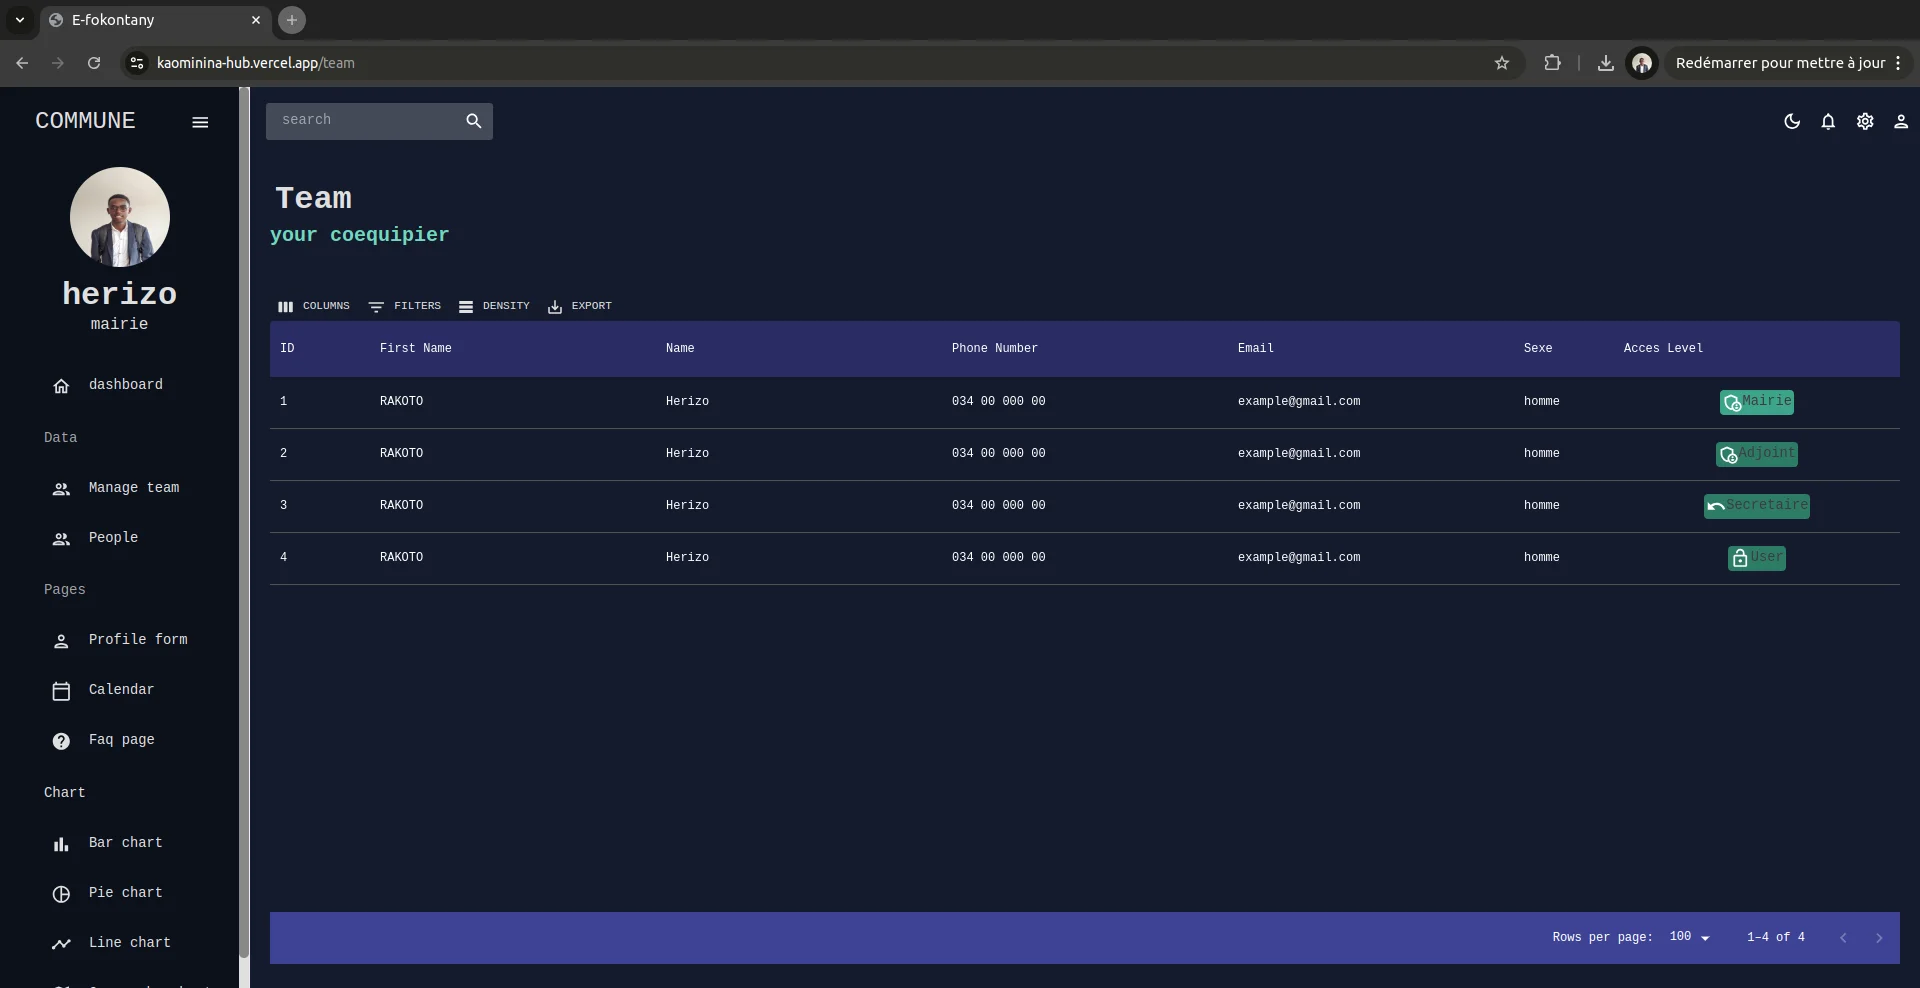 E-fokontany
kaominina-hub.vercel.app/team
Redémarrer pour mettre à jour
COMMUNE
search
herizo
mairie
dashboard
Data
Manage team
People
Pages
Profile form
Calendar
Faq page
Chart
Bar chart
Pie chart
Line chart
Team
your coequipier
COLUMNS FILTERS DENSITY EXPORT
ID First Name Name Phone Number Email Sexe Acces Level
1 RAKOTO Herizo 034 00 000 00 example@gmail.com homme Mairie
2 RAKOTO Herizo 034 00 000 00 example@gmail.com homme Adjoint
3 RAKOTO Herizo 034 00 000 00 example@gmail.com homme Secretaire
4 RAKOTO Herizo 034 00 000 00 example@gmail.com homme User
Rows per page: 100 1–4 of 4